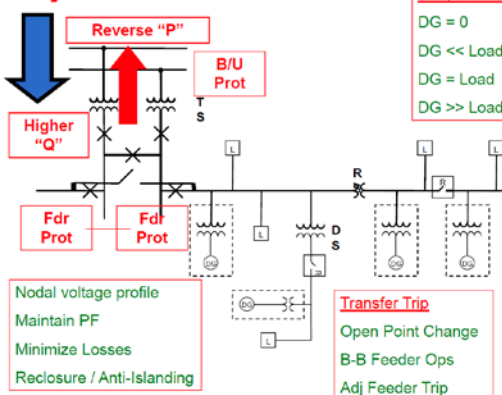 Reverse "P"
B/U
Prot
Higher
"Q"
T
S
DG = 0
DG << Load
DG = Load
DG >> Load
L
L
L
R
R
Fdr
Prot
Fdr
Prot
L
D
S
DG
DG
DG
DG
L
Nodal voltage profile
Maintain PF
Minimize Losses
Reclosure / Anti-Islanding
Transfer Trip
Open Point Change
B-B Feeder Ops
Adj Feeder Trip